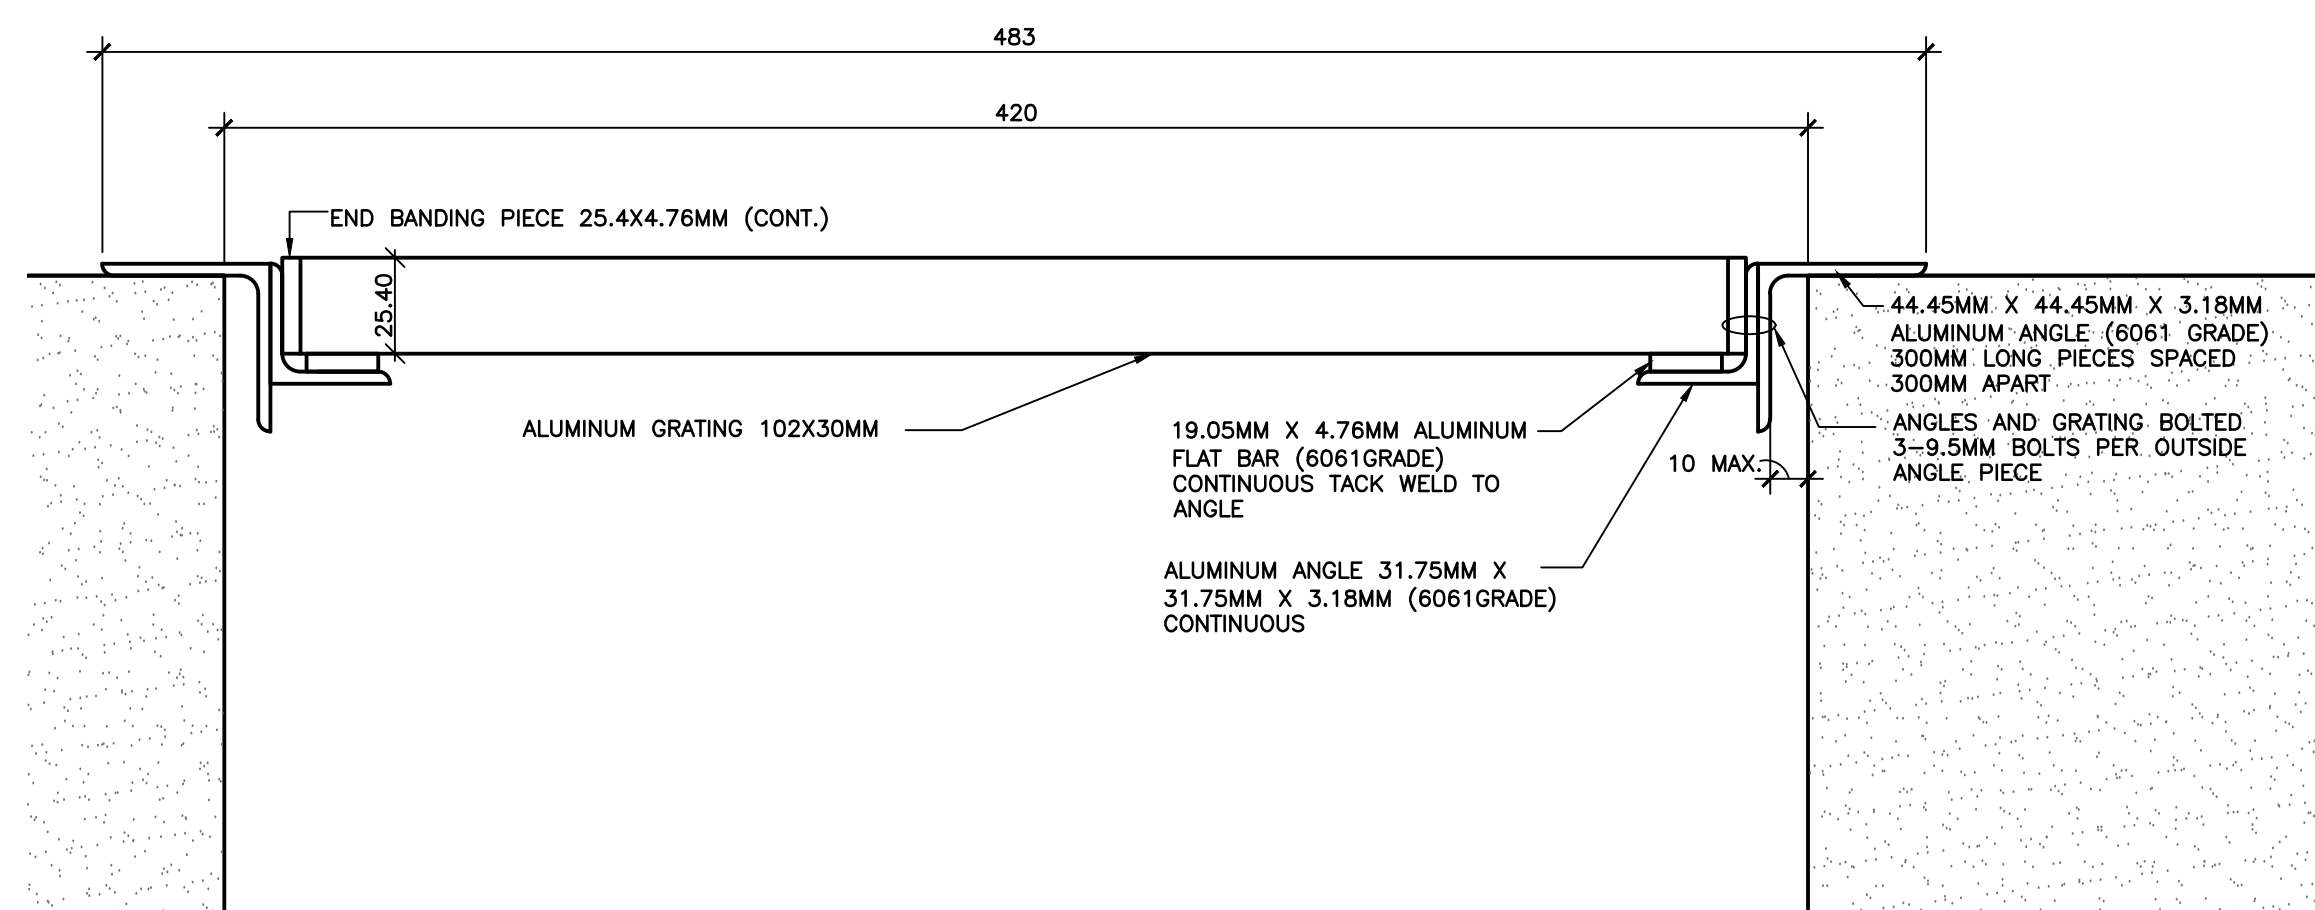 483
420
END BANDING PIECE 25.4X4.76MM (CONT.)
25.40
44.45MM X 44.45MM X 3.18MM
ALUMINUM ANGLE (6061 GRADE)
300MM LONG PIECES SPACED
300MM APART
ANGLES AND GRATING BOLTED
3-9.5MM BOLTS PER OUTSIDE
ANGLE PIECE
ALUMINUM GRATING 102X30MM
19.05MM X 4.76MM ALUMINUM
FLAT BAR (6061GRADE)
CONTINUOUS TACK WELD TO
ANGLE
10 MAX.
ALUMINUM ANGLE 31.75MM X
31.75MM X 3.18MM (6061GRADE)
CONTINUOUS